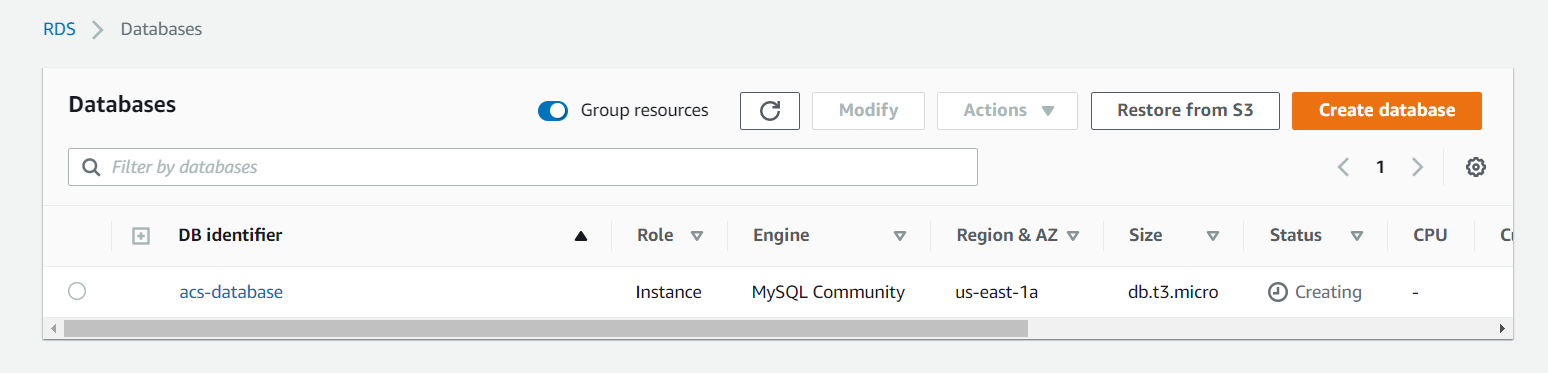 RDS > Databases
Databases
Group resources
Modify
Actions
Restore from S3
Create database
Filter by databases
1
DB identifier Role Engine Region & AZ Size Status CPU
acs-database Instance MySQL Community us-east-1a db.t3.micro Creating -